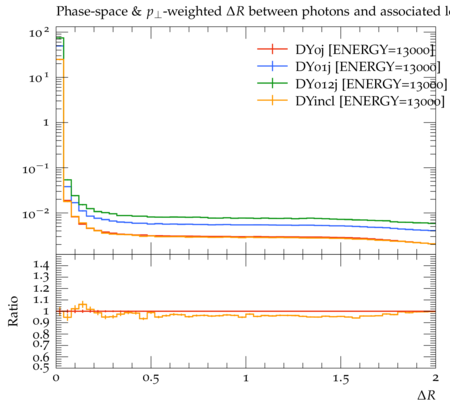 Phase-space & p⊥-weighted ΔR between photons and associated le
DY0j [ENERGY=13000]
DY01j [ENERGY=13000]
DY012j [ENERGY=13000]
DYincl [ENERGY=13000]
10²
10¹
1
10⁻¹
10⁻²
Ratio
1.4
1.3
1.2
1.1
1
0.9
0.8
0.7
0.6
0.5
0 0.5 1 1.5 2
ΔR